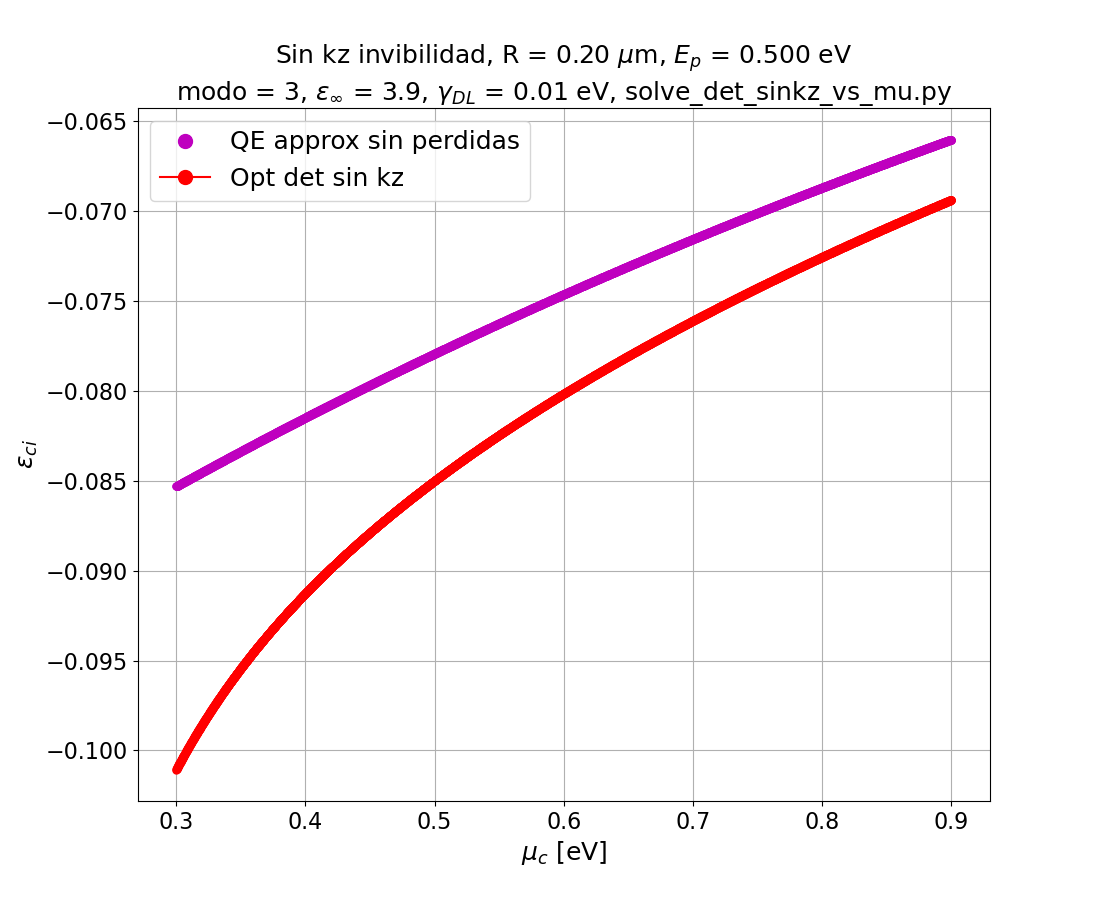 Sin kz invibilidad, R = 0.20 μm, E_p = 0.500 eV
modo = 3, ε_∞ = 3.9, γ_DL = 0.01 eV, solve_det_sinkz_vs_mu.py
QE approx sin perdidas
Opt det sin kz
−0.065
−0.070
−0.075
−0.080
−0.085
−0.090
−0.095
−0.100
ε_ci
0.3 0.4 0.5 0.6 0.7 0.8 0.9
μ_c [eV]